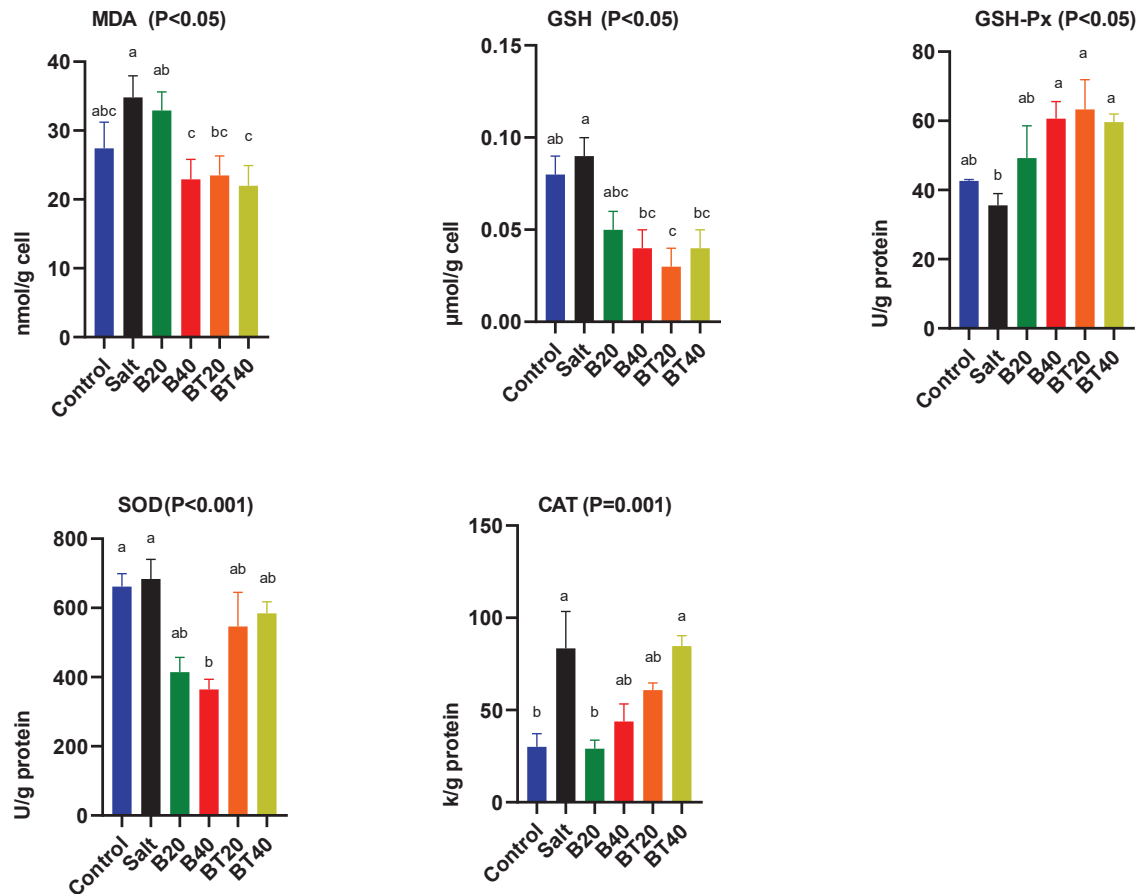 MDA (P<0.05)
nmol/g cell
40
30
20
10
0
abc
a
ab
c
bc
c
Control
Salt
B20
B40
BT20
BT40
GSH (P<0.05)
µmol/g cell
0.15
0.10
0.05
0.00
ab
a
abc
bc
c
bc
Control
Salt
B20
B40
BT20
BT40
GSH-Px (P<0.05)
U/g protein
80
60
40
20
0
ab
b
ab
a
a
a
Control
Salt
B20
B40
BT20
BT40
SOD(P<0.001)
U/g protein
800
600
400
200
0
a
a
ab
b
ab
ab
Control
Salt
B20
B40
BT20
BT40
CAT (P=0.001)
k/g protein
150
100
50
0
b
a
b
ab
ab
a
Control
Salt
B20
B40
BT20
BT40